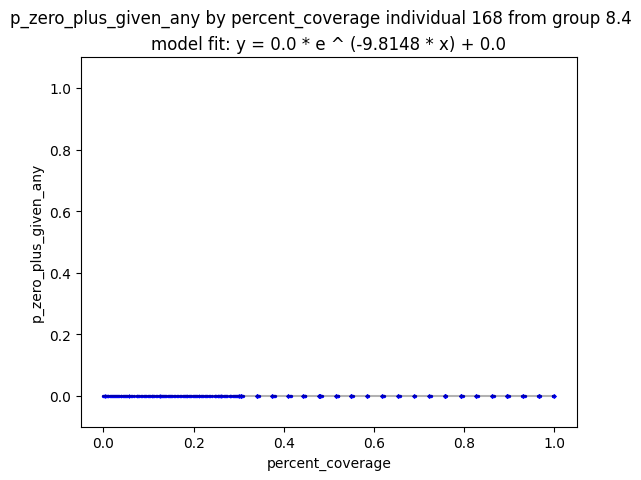 p_zero_plus_given_any by percent_coverage individual 168 from group 8.4
model fit: y = 0.0 * e ^ (-9.8148 * x) + 0.0
p_zero_plus_given_any
1.0
0.8
0.6
0.4
0.2
0.0
0.0 0.2 0.4 0.6 0.8 1.0
percent_coverage